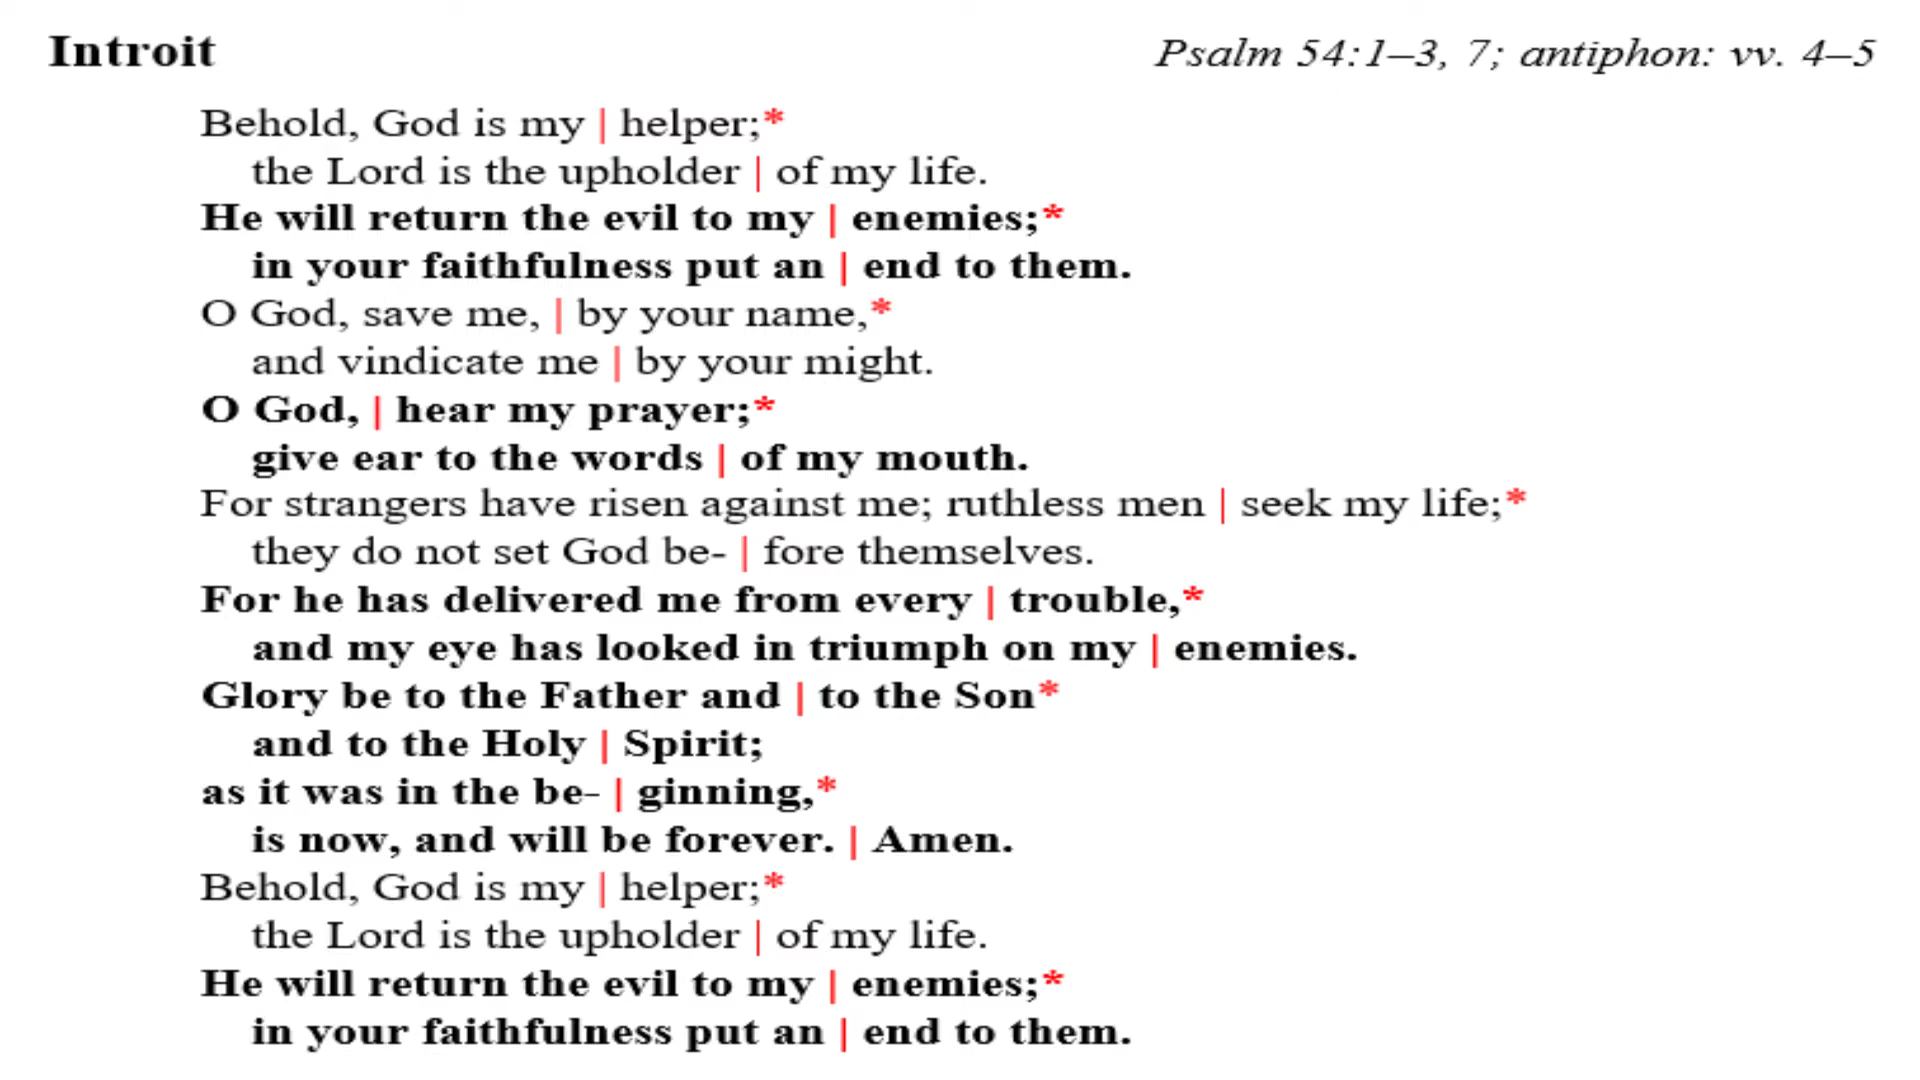 Introit
Psalm 54:1–3, 7; antiphon: vv. 4–5
Behold, God is my | helper;*
the Lord is the upholder | of my life.
He will return the evil to my | enemies;*
in your faithfulness put an | end to them.
O God, save me, | by your name,*
and vindicate me | by your might.
O God, | hear my prayer;*
give ear to the words | of my mouth.
For strangers have risen against me; ruthless men | seek my life;*
they do not set God be- | fore themselves.
For he has delivered me from every | trouble,*
and my eye has looked in triumph on my | enemies.
Glory be to the Father and | to the Son*
and to the Holy | Spirit;
as it was in the be- | ginning,*
is now, and will be forever. | Amen.
Behold, God is my | helper;*
the Lord is the upholder | of my life.
He will return the evil to my | enemies;*
in your faithfulness put an | end to them.